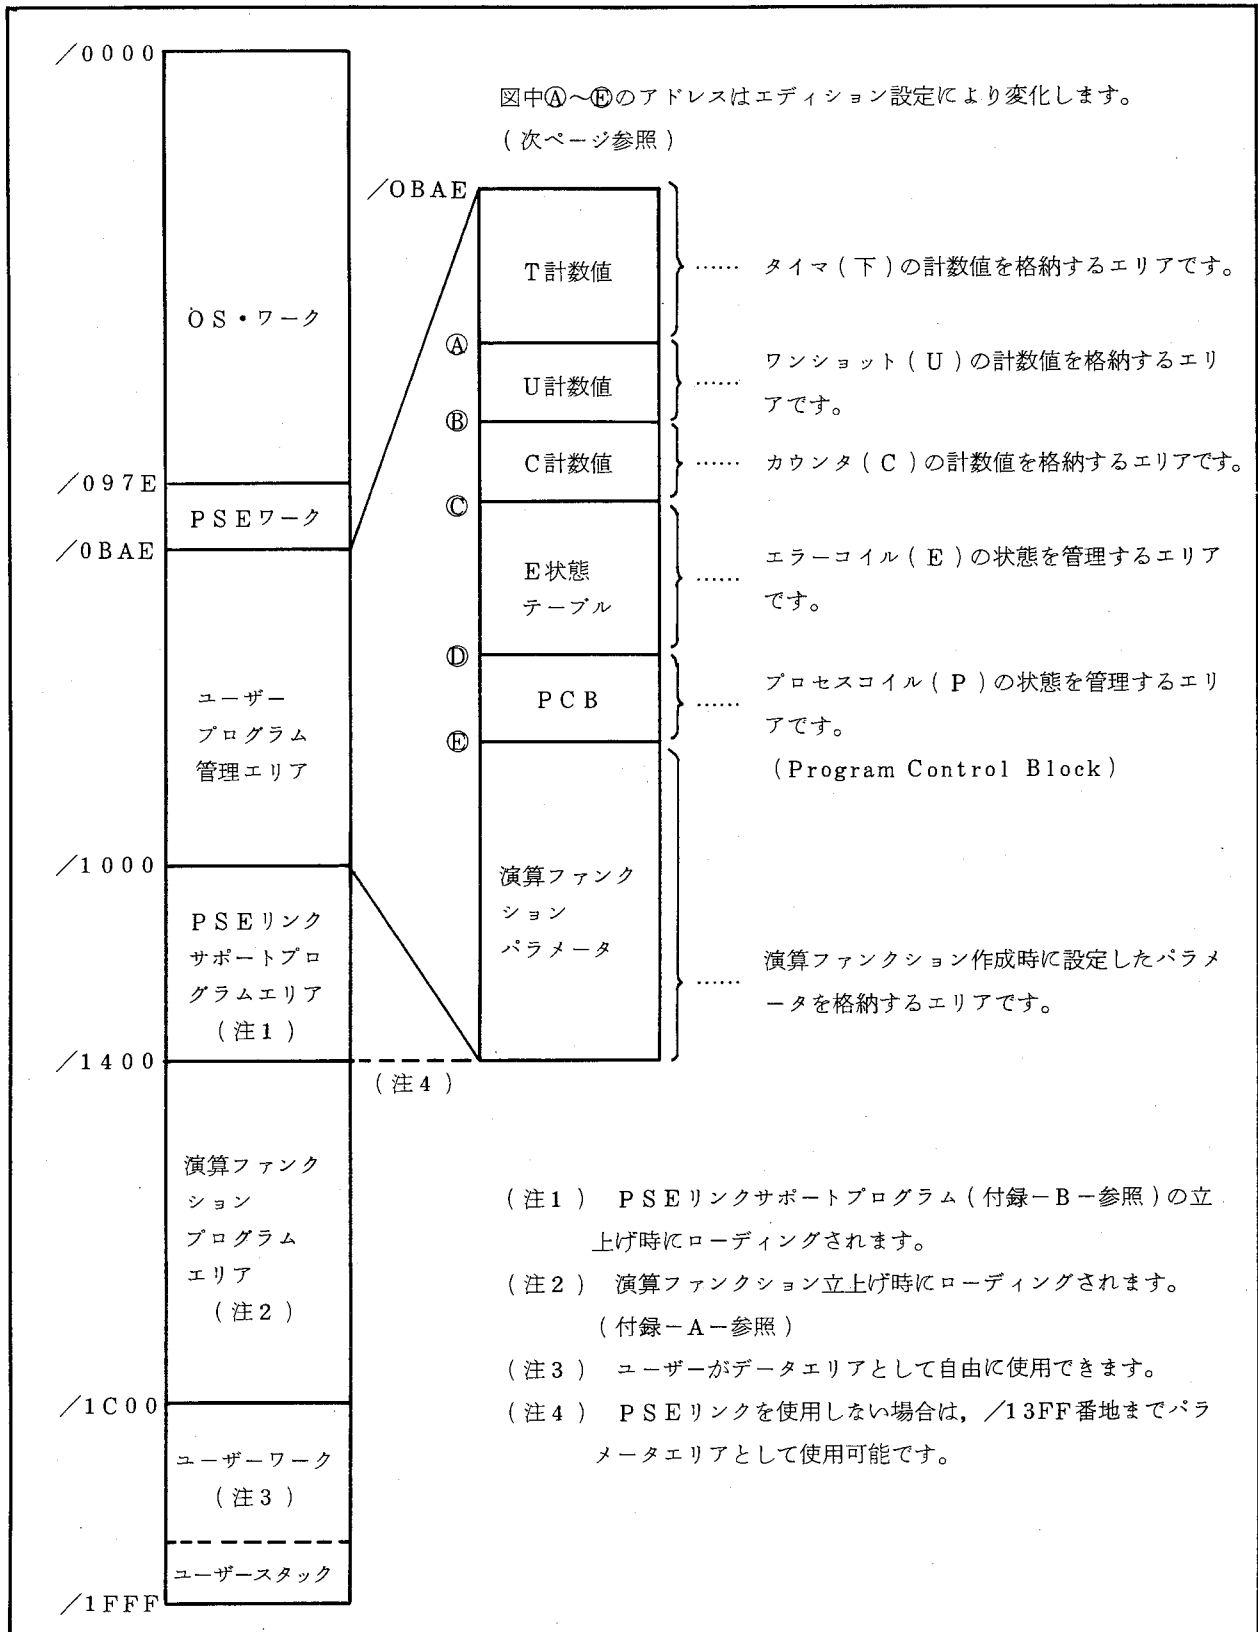 /0000
図中Ⓐ~Ⓔのアドレスはエディション設定により変化します。
(次ページ参照)
OS・ワーク
/097E
PSEワーク
/0BAE
ユーザー
プログラム
管理エリア
/1000
PSEリンク
サポートプロ
グラムエリア
(注1)
/1400
(注4)
演算ファンク
ション
プログラム
エリア
(注2)
/1C00
ユーザーワーク
(注3)
ユーザースタック
/1FFF
/0BAE
T計数値
…… タイマ(下)の計数値を格納するエリアです。
Ⓐ
U計数値
…… ワンショット(U)の計数値を格納するエリ
アです。
Ⓑ
C計数値
…… カウンタ(C)の計数値を格納するエリアです。
Ⓒ
E状態
テーブル
…… エラーコイル(E)の状態を管理するエリア
です。
Ⓓ
PCB
…… プロセスコイル(P)の状態を管理するエリ
アです。
(Program Control Block)
Ⓔ
演算ファンク
ション
パラメータ
…… 演算ファンクション作成時に設定したパラメ
ータを格納するエリアです。
(注1) PSEリンクサポートプログラム(付録-B-参照)の立
上げ時にローディングされます。
(注2) 演算ファンクション立上げ時にローディングされます。
(付録-A-参照)
(注3) ユーザーがデータエリアとして自由に使用できます。
(注4) PSEリンクを使用しない場合は,/13FF番地までパラ
メータエリアとして使用可能です。